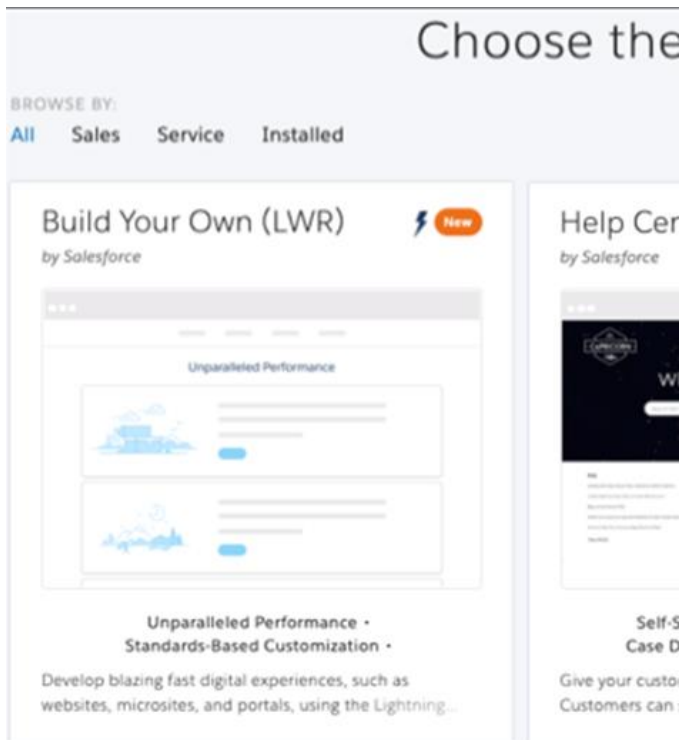 Choose the
BROWSE BY:
All Sales Service Installed
Build Your Own (LWR)
New
by Salesforce
Unparalleled Performance
Unparalleled Performance •
Standards-Based Customization •
Develop blazing fast digital experiences, such as
websites, microsites, and portals, using the Lightning...
Help Cer
by Salesforce
CAPRICORN
W
Self-S
Case D
Give your custo
Customers can